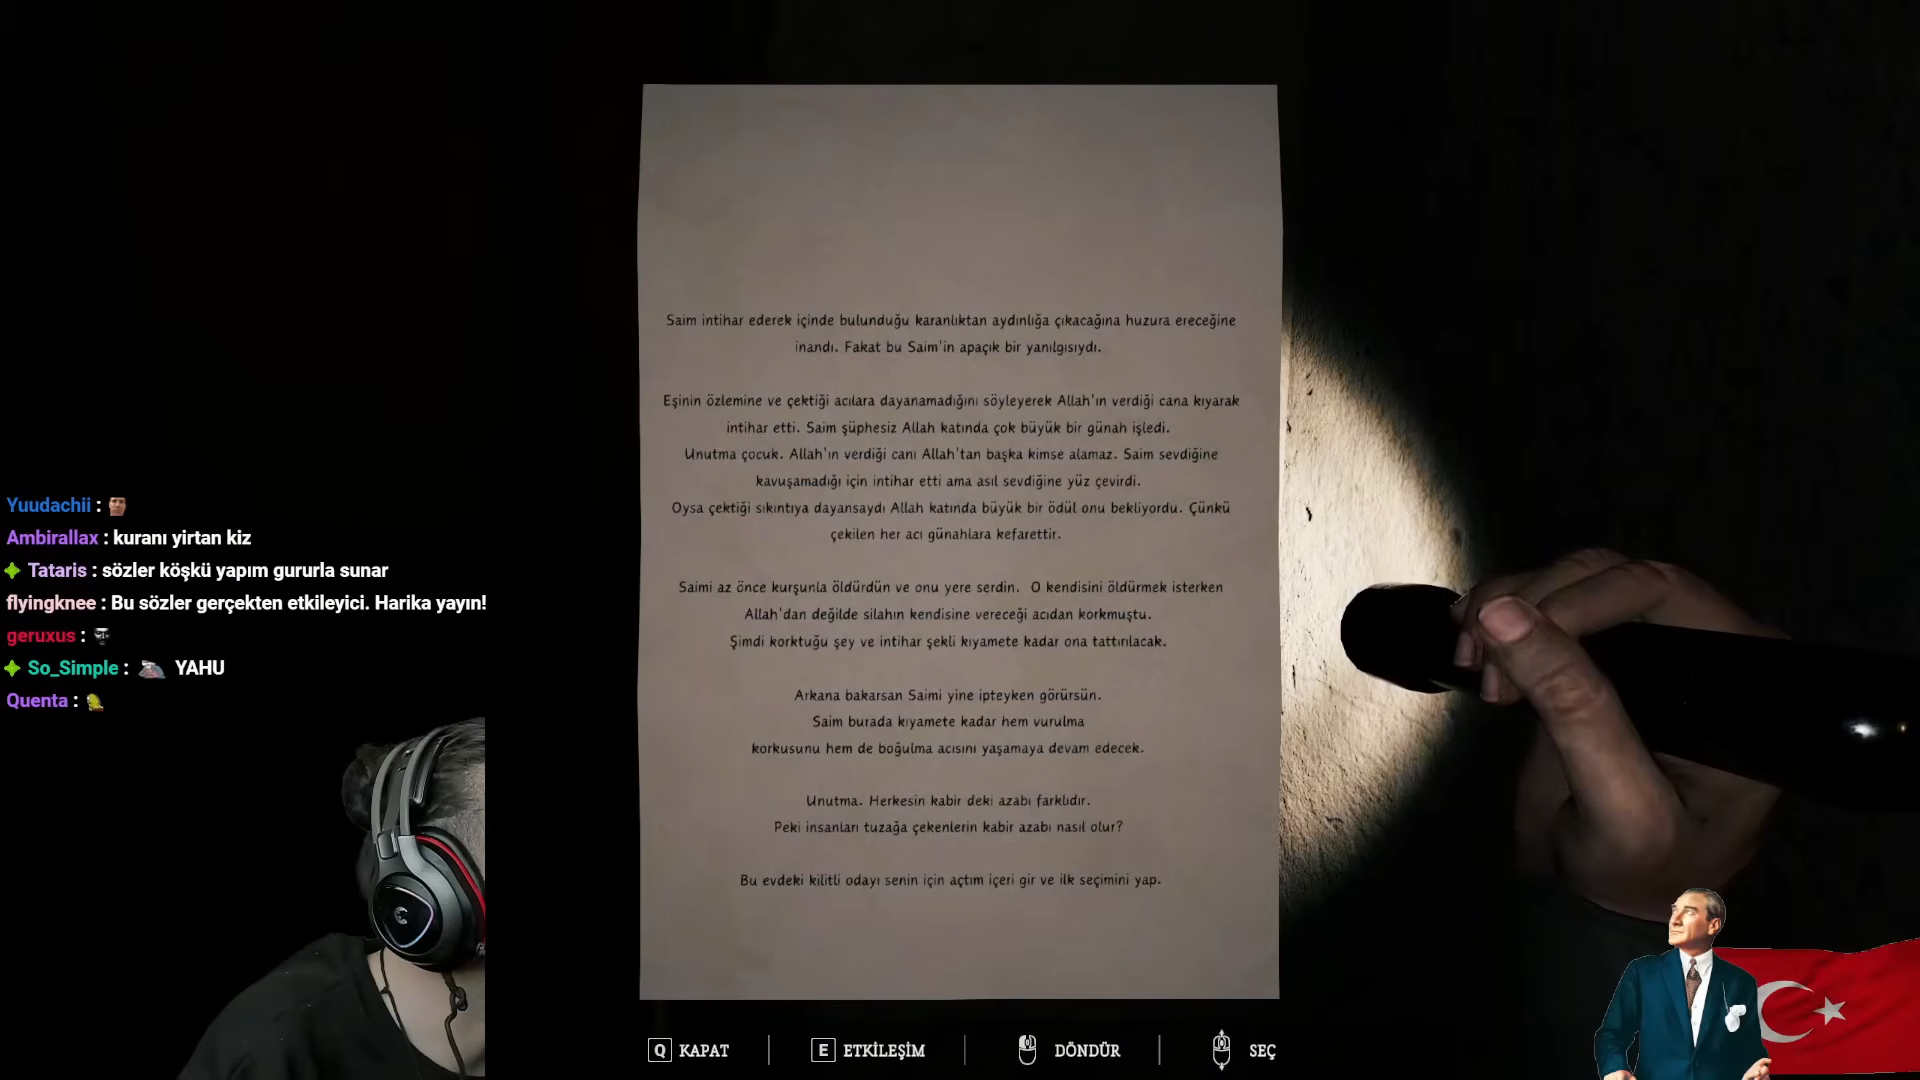 Saim intihar ederek içinde bulunduğu karanlıktan aydınlığa çıkacağına huzura ereceğine
inandı. Fakat bu Saim'in apaçık bir yanılgısıydı.
Eşinin özlemine ve çektiği acılara dayanamadığını söyleyerek Allah'ın verdiği cana kıyarak
intihar etti. Saim şüphesiz Allah katında çok büyük bir günah işledi.
Unutma çocuk. Allah'ın verdiği canı Allah'tan başka kimse alamaz. Saim sevdiğine
kavuşamadığı için intihar etti ama asıl sevdiğine yüz çevirdi.
Oysa çektiği sıkıntıya dayansaydı Allah katında büyük bir ödül onu bekliyordu. Çünkü
çekilen her acı günahlara kefarettir.
Saimi az önce kurşunla öldürdün ve onu yere serdin. O kendisini öldürmek isterken
Allah'dan değilde silahın kendisine vereceği acıdan korkmuştu.
Şimdi korktuğu şey ve intihar şekli kıyamete kadar ona tattırılacak.
Arkana bakarsan Saimi yine ipteyken görürsün.
Saim burada kıyamete kadar hem vurulma
korkusunu hem de boğulma acısını yaşamaya devam edecek.
Unutma. Herkesin kabir deki azabı farklıdır.
Peki insanları tuzağa çekenlerin kabir azabı nasıl olur?
Bu evdeki kilitli odayı senin için açtım içeri gir ve ilk seçimini yap.
Yuudachii :
Ambirallax : kuranı yirtan kiz
Tataris : sözler köşkü yapım gururla sunar
flyingknee : Bu sözler gerçekten etkileyici. Harika yayın!
geruxus :
So_Simple : YAHU
Quenta :
Q KAPAT
E ETKİLEŞİM
DÖNDÜR
SEÇ